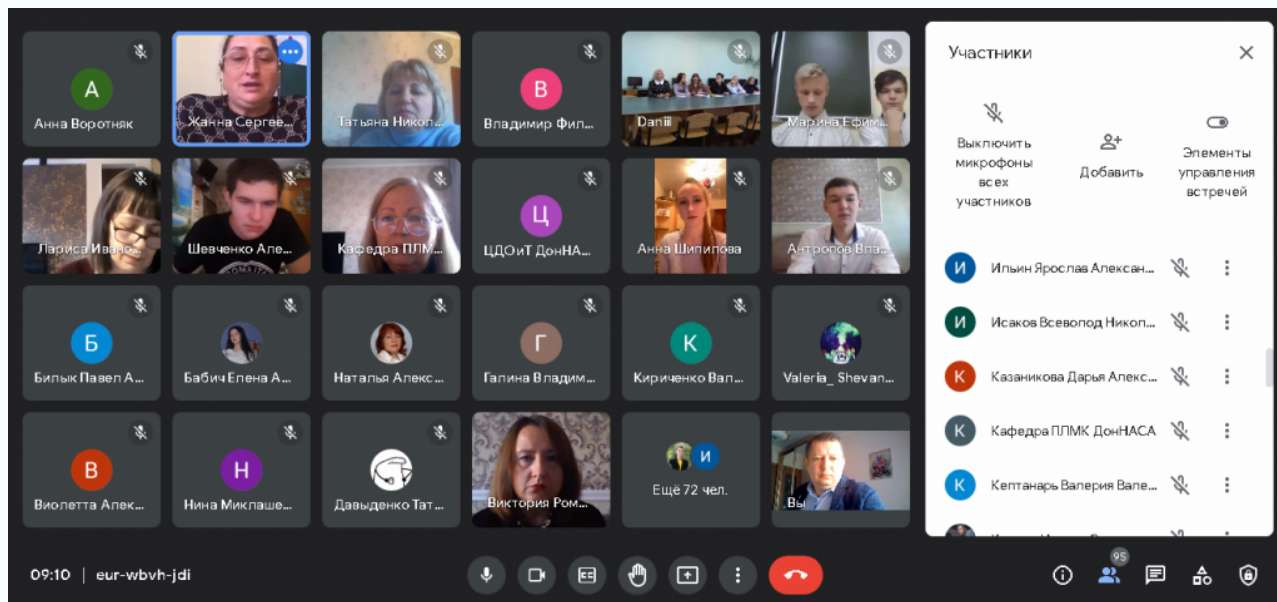 А
Анна Воротняк
Жанна Сергее...
Татьяна Никол...
В
Владимир Фил...
Daniil
Марина Ефим...
Лариса Ивано...
Шевченко Але...
Кафедра ПЛМ...
Ц
ЦДОиТ ДонНА...
Анна Шипилова
Антропов Вла...
Б
Билык Павел А...
Бабич Елена А...
Наталья Алекс...
Г
Галина Владим...
К
Кириченко Вал...
Valeria_ Shevan...
В
Виолетта Алек...
Н
Нина Миклаше...
Давыденко Тат...
Виктория Ром...
И
Ещё 72 чел.
Вы
Участники
Выключить
микрофоны
всех
участников
Добавить
Элементы
управления
встречей
И Ильин Ярослав Алексан...
И Исаков Всеволод Никол...
К Казаникова Дарья Алекс...
К Кафедра ПЛМК ДонНАСА
К Кептанарь Валерия Вале...
09:10 | eur-wbvh-jdi
95